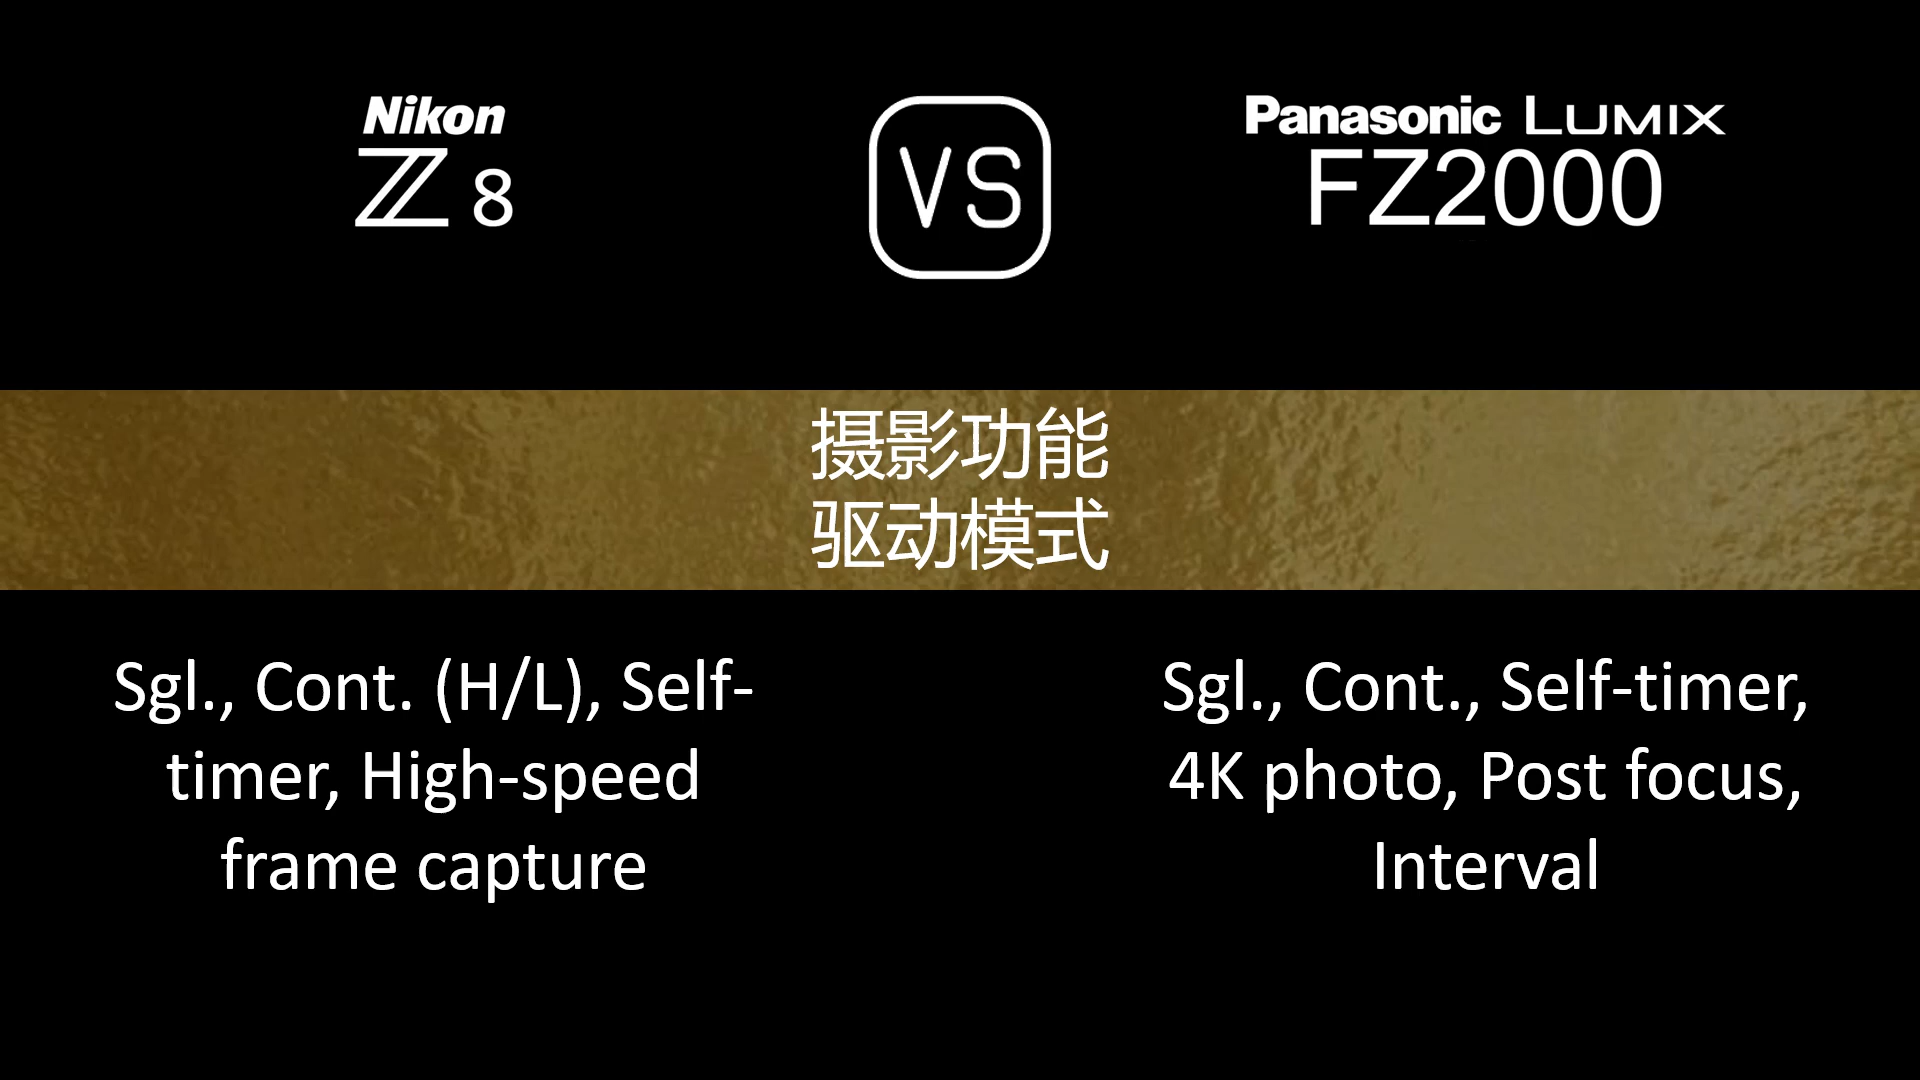 Nikon
Z 8
VS
Panasonic LUMIX
FZ2000
摄影功能
驱动模式
Sgl., Cont. (H/L), Self-
timer, High-speed
frame capture
Sgl., Cont., Self-timer,
4K photo, Post focus,
Interval